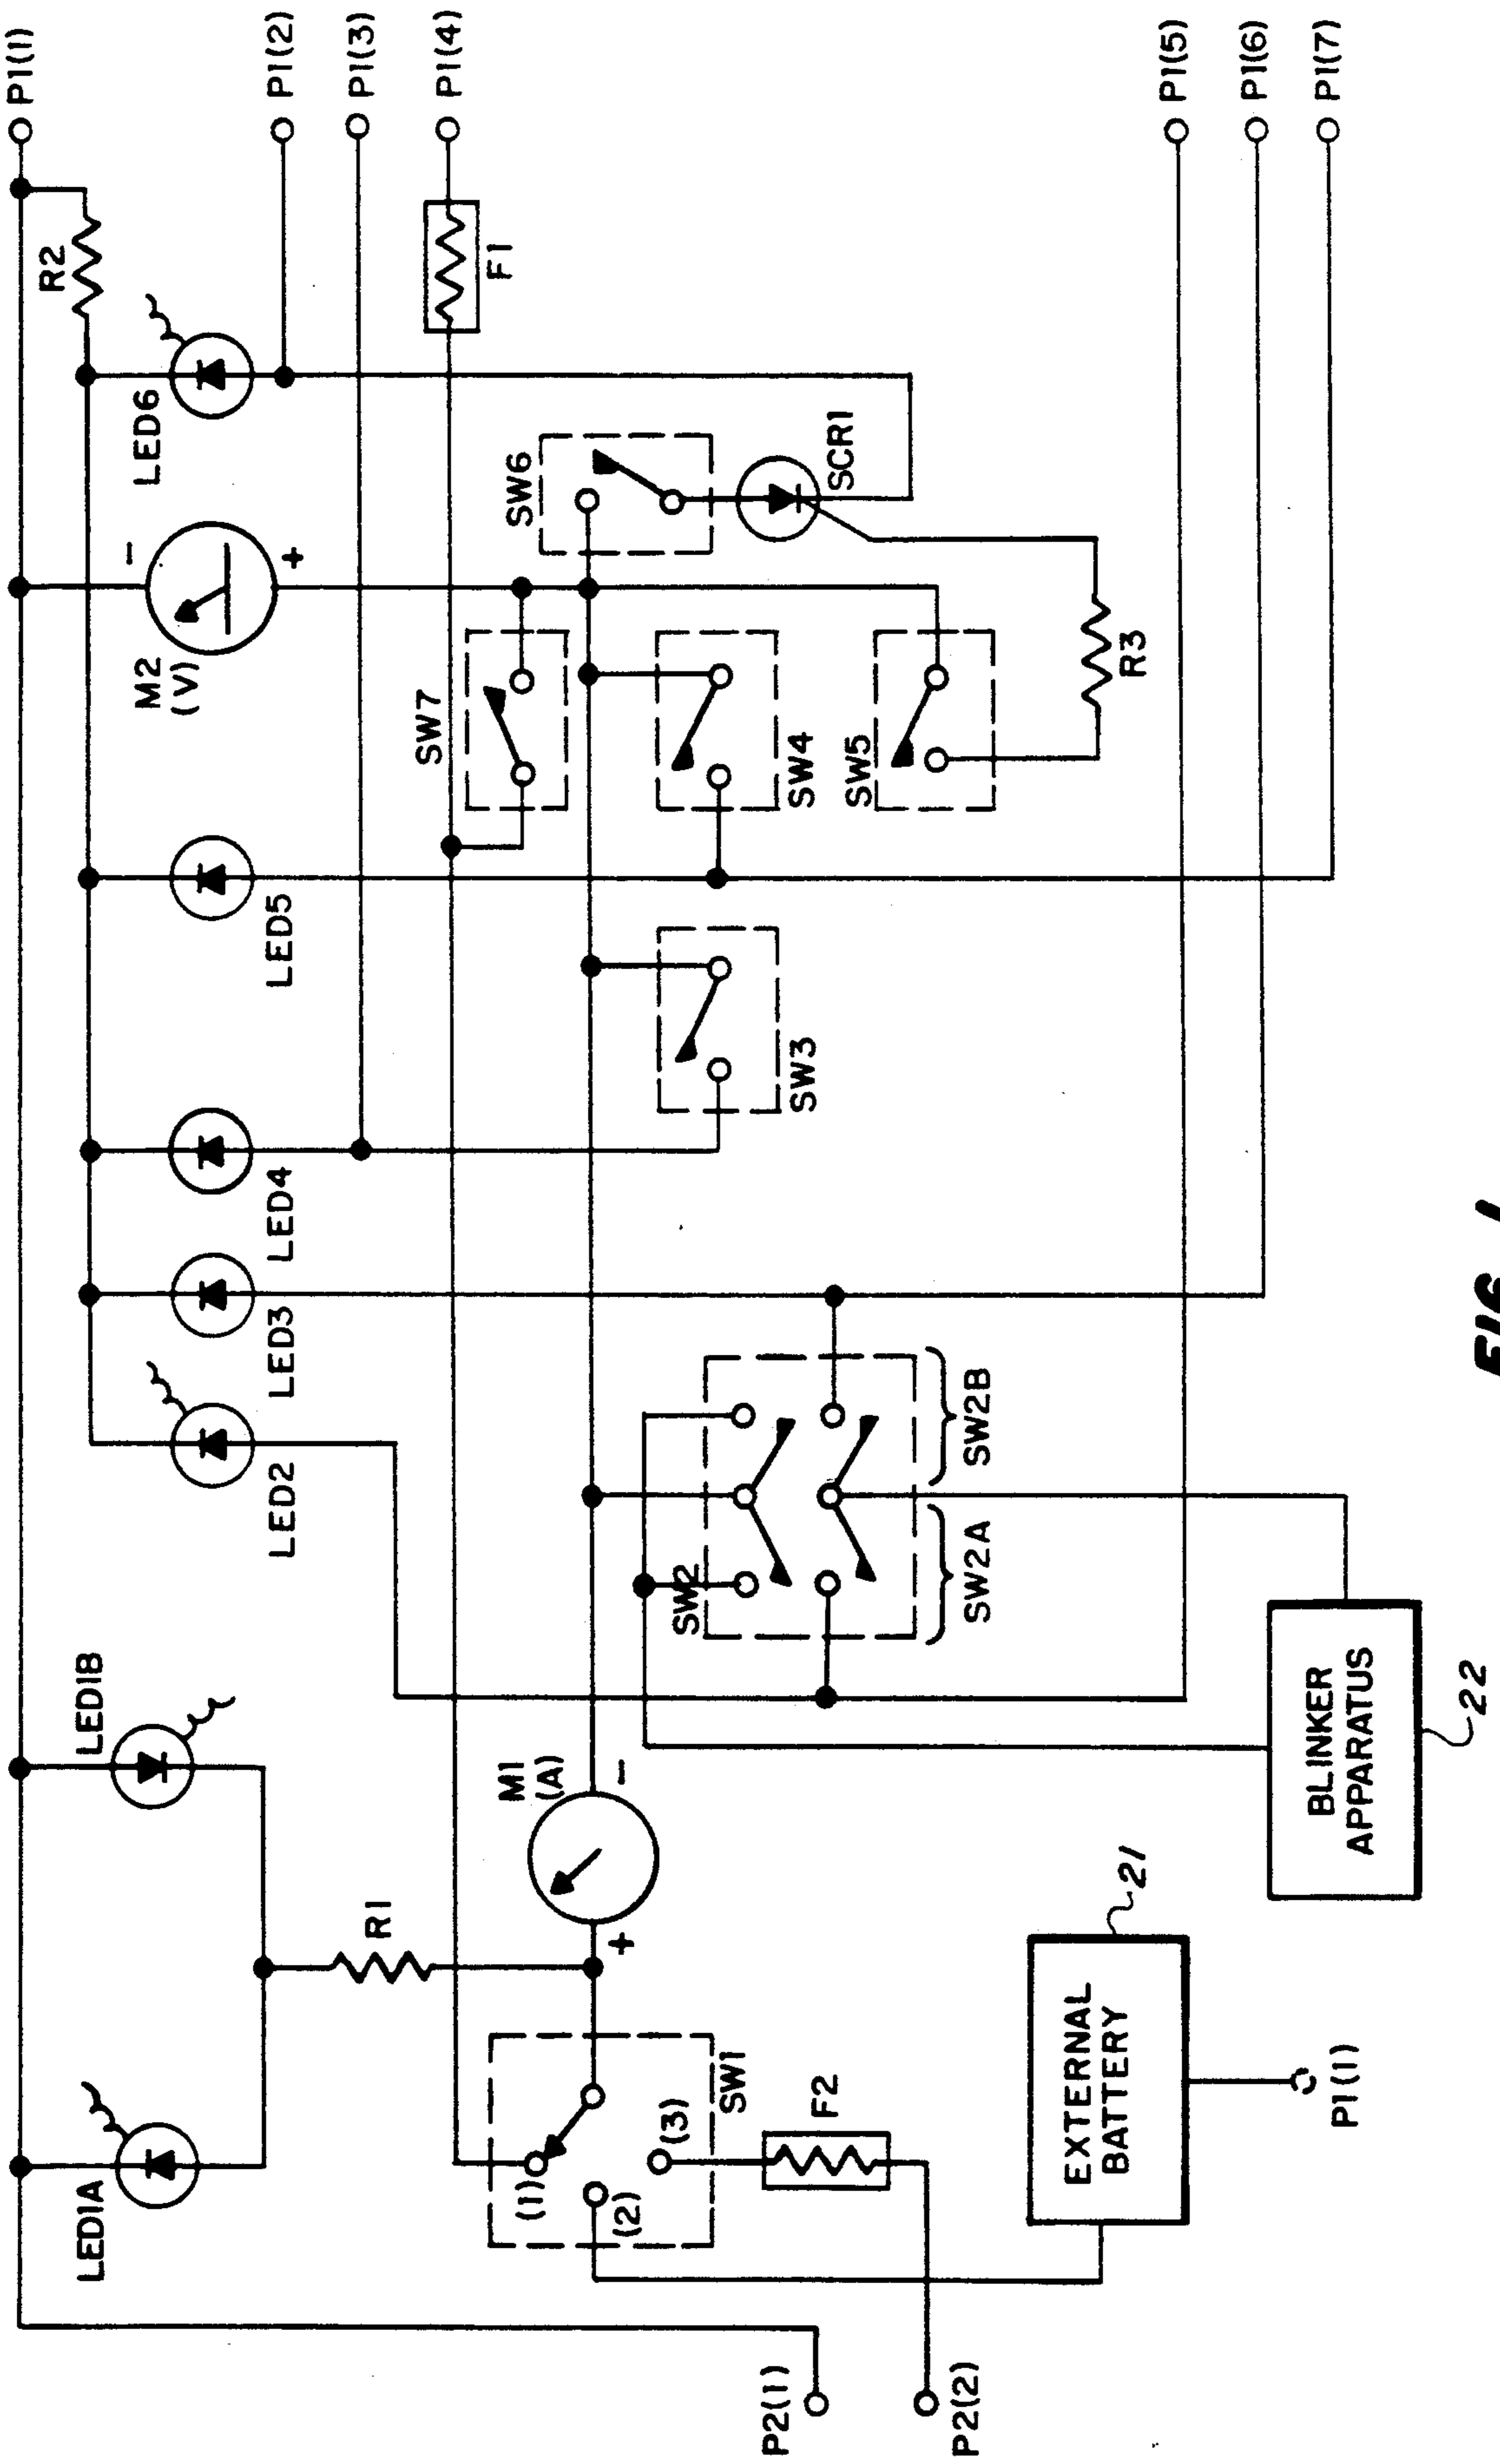 P1(1)
P1(2)
P1(3)
P1(4)
P1(5)
P1(6)
P1(7)
R2
LED6
M2
(V)
- 
+
LED5
LED4
LED3
LED2
LED1B
LED1A
F1
SW6
SCR1
SW7
SW4
SW5
R3
SW3
SW2
SW2A
SW2B
M1
(A)
-
+
R1
SW1
(1)
(2)
(3)
F2
EXTERNAL
BATTERY
21
P1(1)
BLINKER
APPARATUS
22
P2(1)
P2(2)
FIG. 1